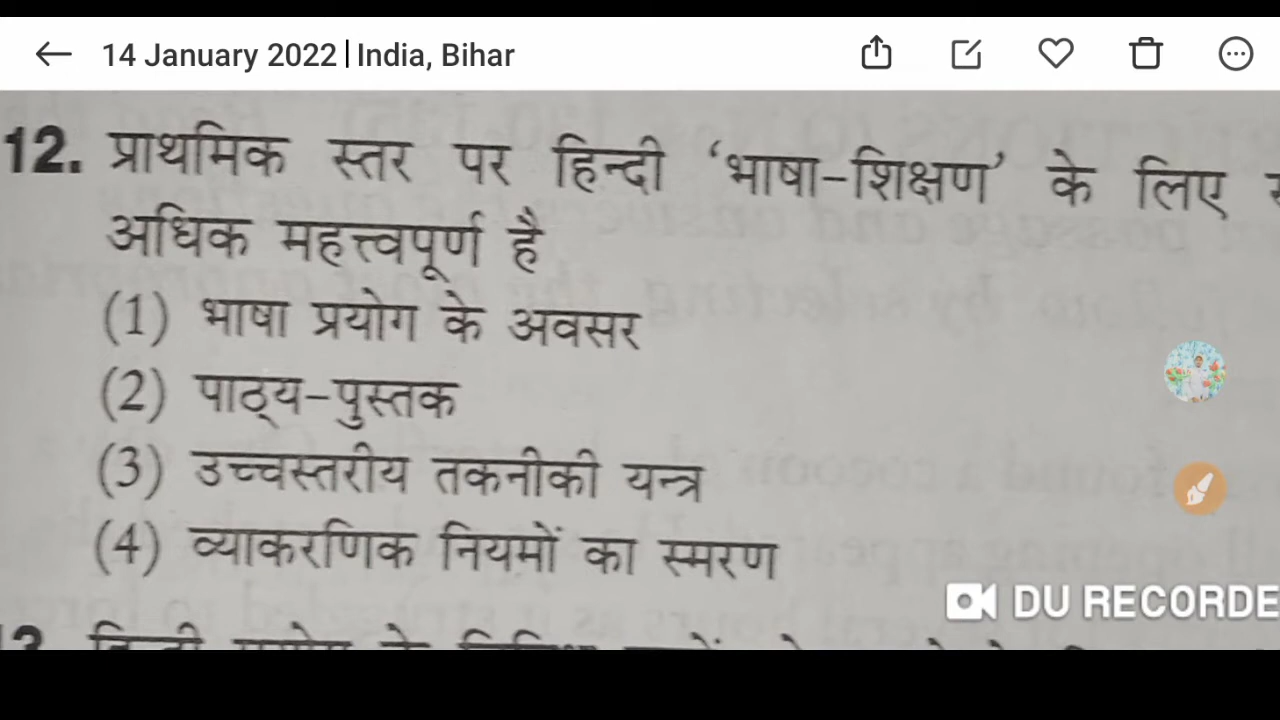 14 January 2022 | India, Bihar
12. प्राथमिक स्तर पर हिन्दी ‘भाषा-शिक्षण’ के लिए
अधिक महत्त्वपूर्ण है
(1) भाषा प्रयोग के अवसर
(2) पाठ्य-पुस्तक
(3) उच्चस्तरीय तकनीकी यन्त्र
(4) व्याकरणिक नियमों का स्मरण
DU RECORDE